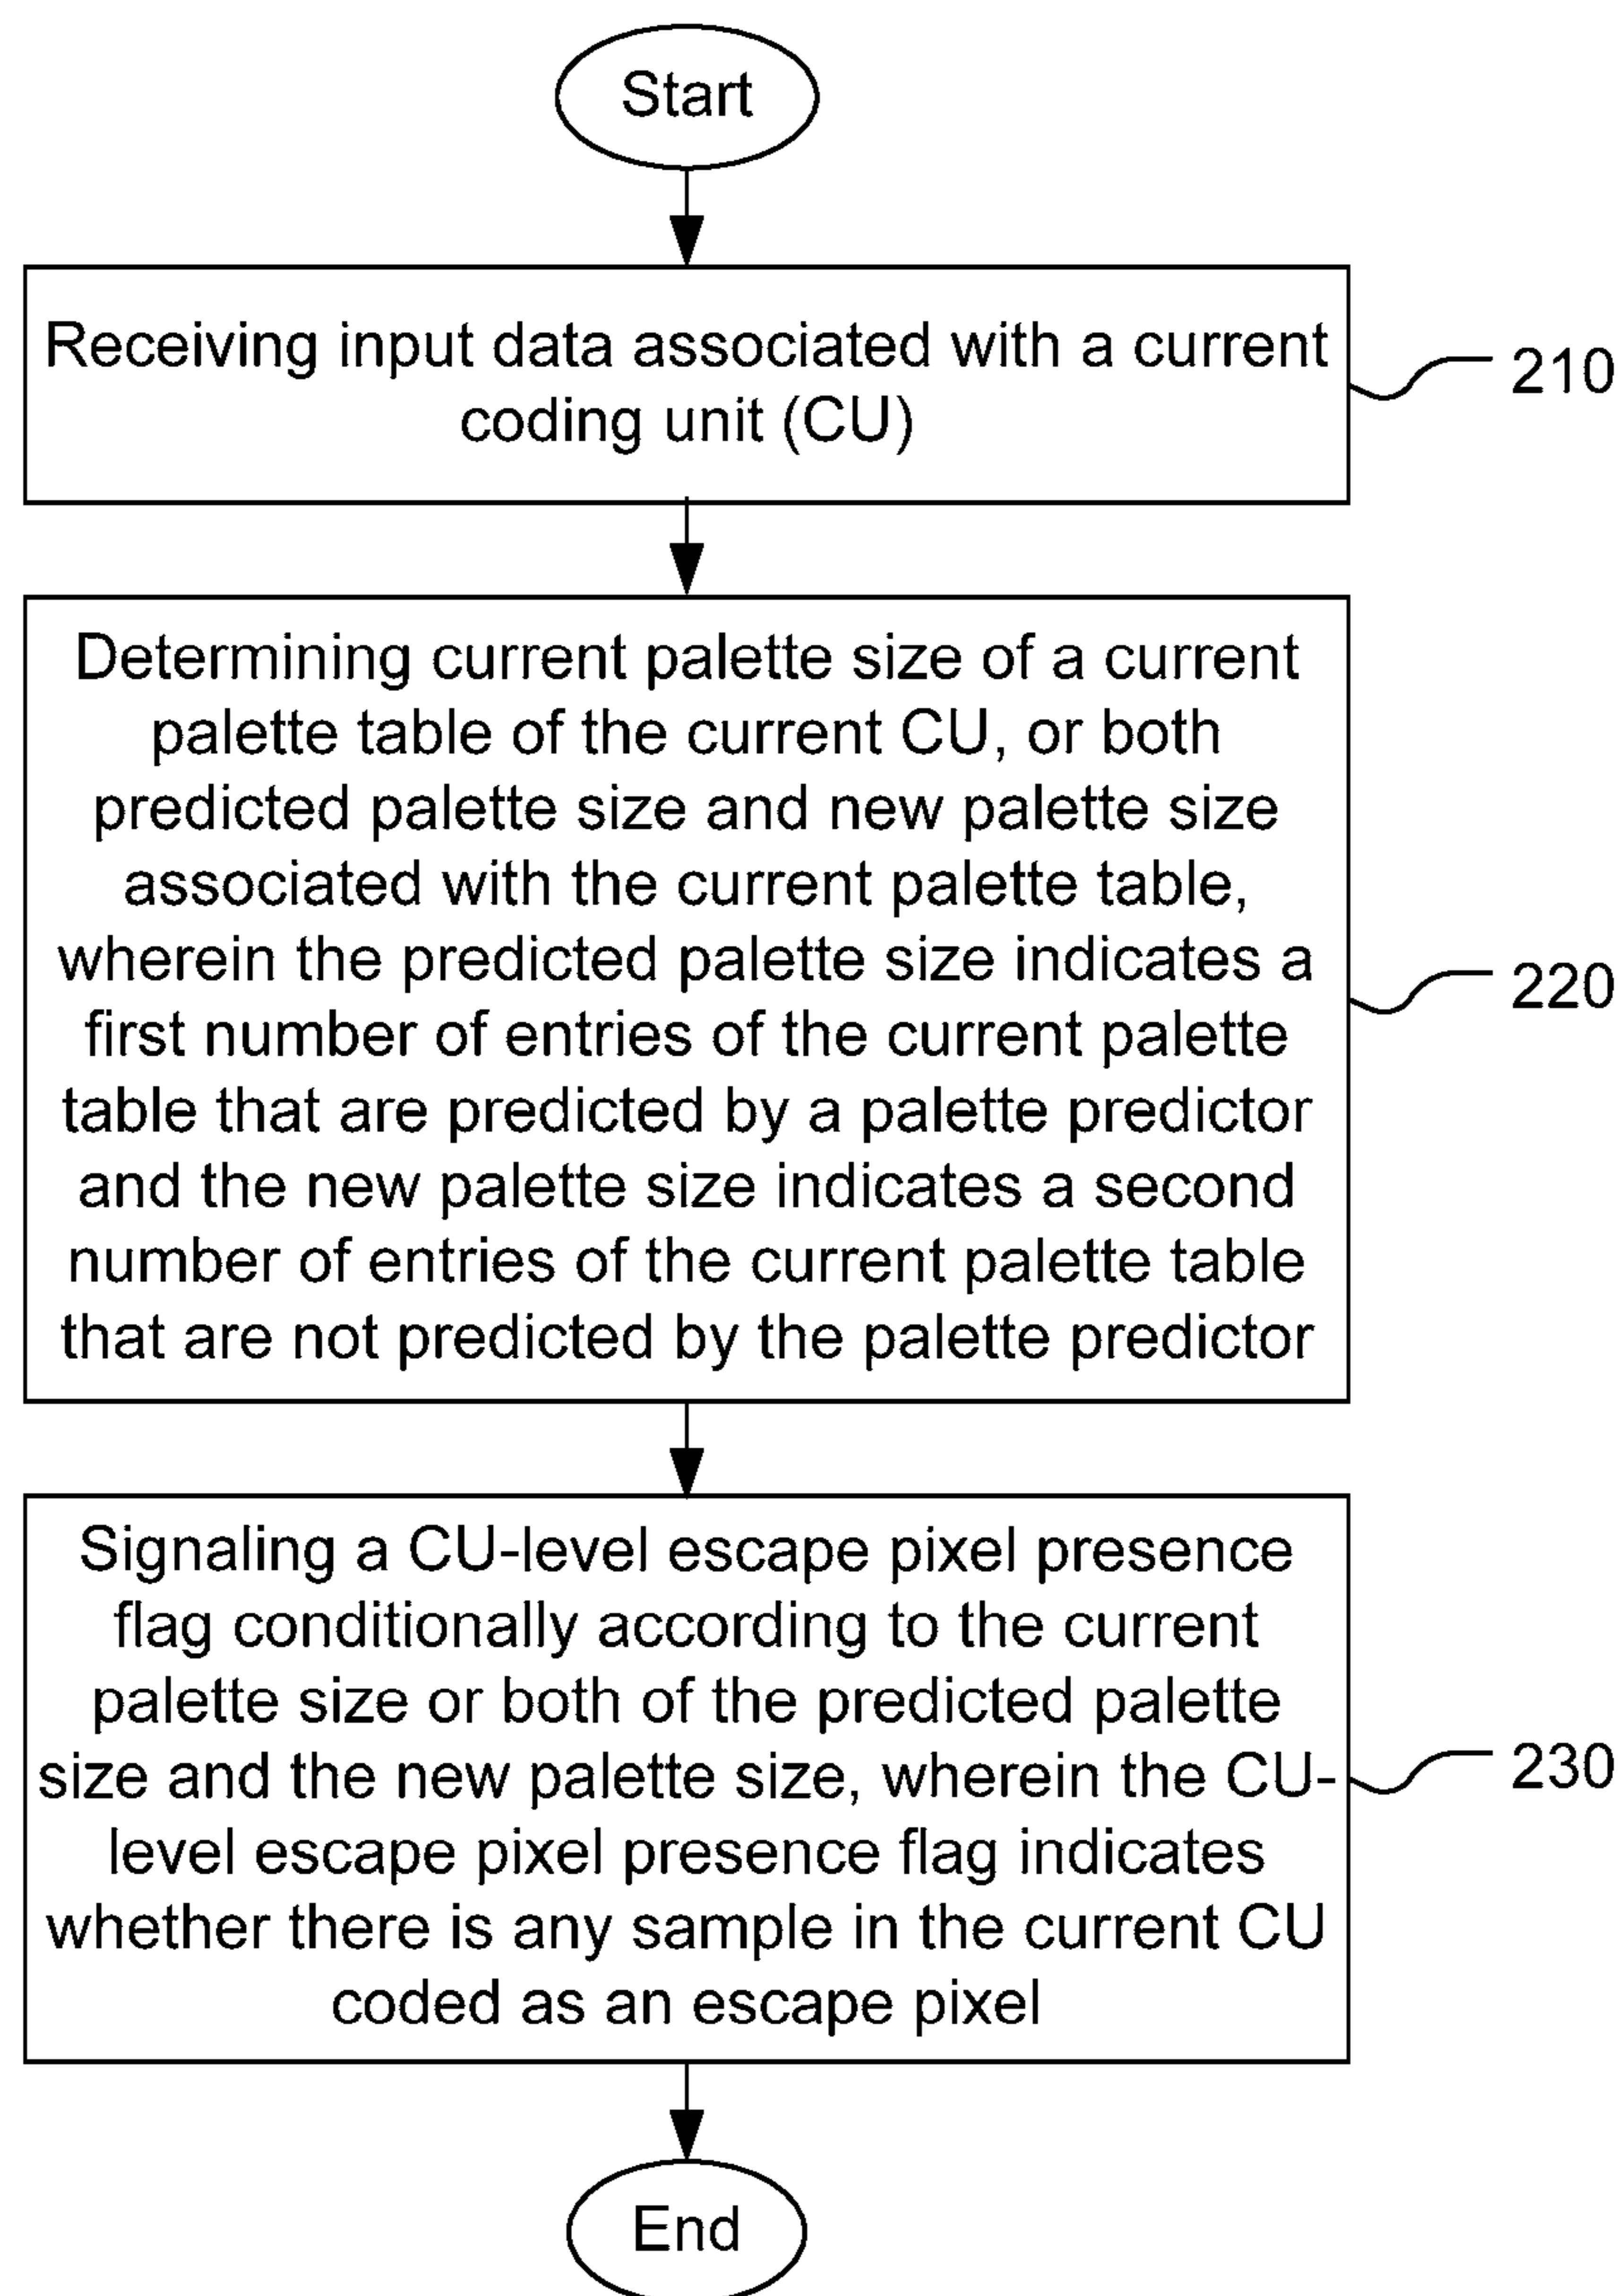 Start
Receiving input data associated with a current
coding unit (CU)
210
Determining current palette size of a current
palette table of the current CU, or both
predicted palette size and new palette size
associated with the current palette table,
wherein the predicted palette size indicates a
first number of entries of the current palette
table that are predicted by a palette predictor
and the new palette size indicates a second
number of entries of the current palette table
that are not predicted by the palette predictor
220
Signaling a CU-level escape pixel presence
flag conditionally according to the current
palette size or both of the predicted palette
size and the new palette size, wherein the CU-
level escape pixel presence flag indicates
whether there is any sample in the current CU
coded as an escape pixel
230
End